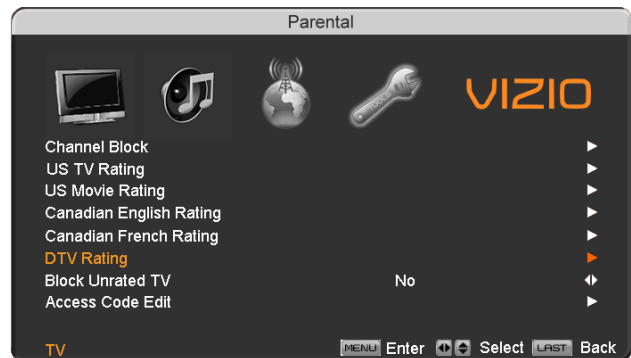 Parental
TOOLS
VIZIO
Channel Block
US TV Rating
US Movie Rating
Canadian English Rating
Canadian French Rating
DTV Rating
Block Unrated TV No
Access Code Edit
TV MENU Enter Select LAST Back